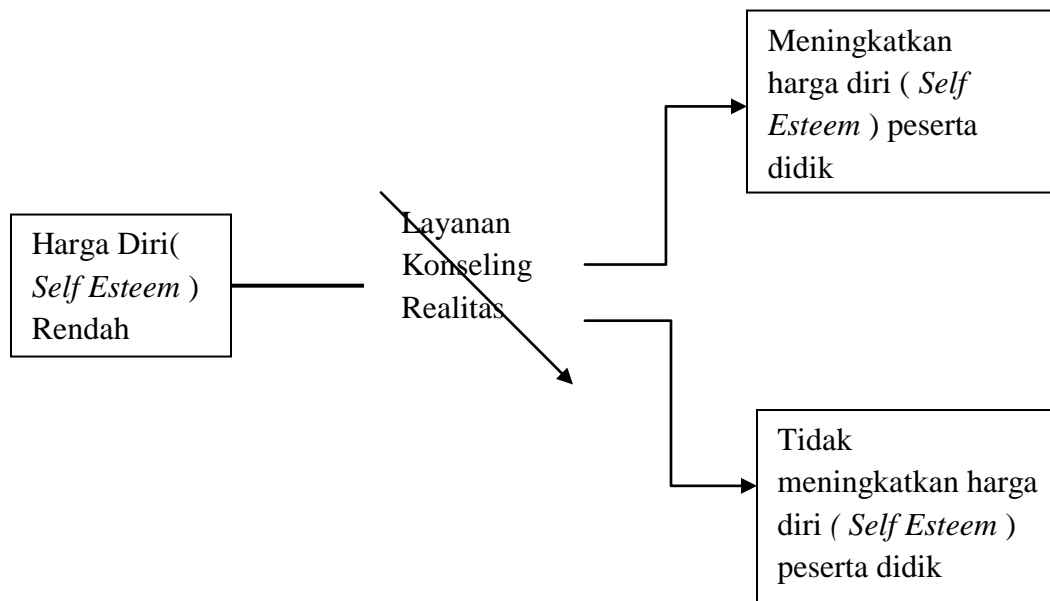 Harga Diri(
Self Esteem )
Rendah
Layanan
Konseling
Realitas
Meningkatkan
harga diri ( Self
Esteem ) peserta
didik
Tidak
meningkatkan harga
diri ( Self Esteem )
peserta didik